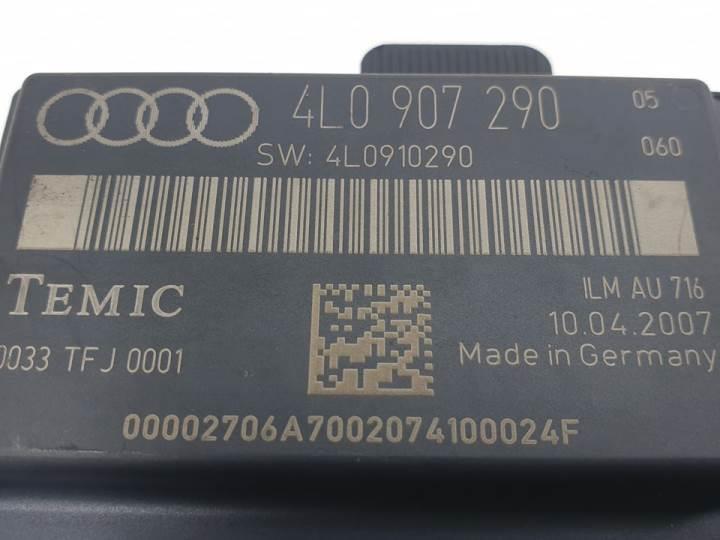 4L0 907 290 05
SW: 4L0910290 060
TEMIC ILM AU 716
10.04.2007
0033 TFJ 0001 Made in Germany
00002706A7002074100024F